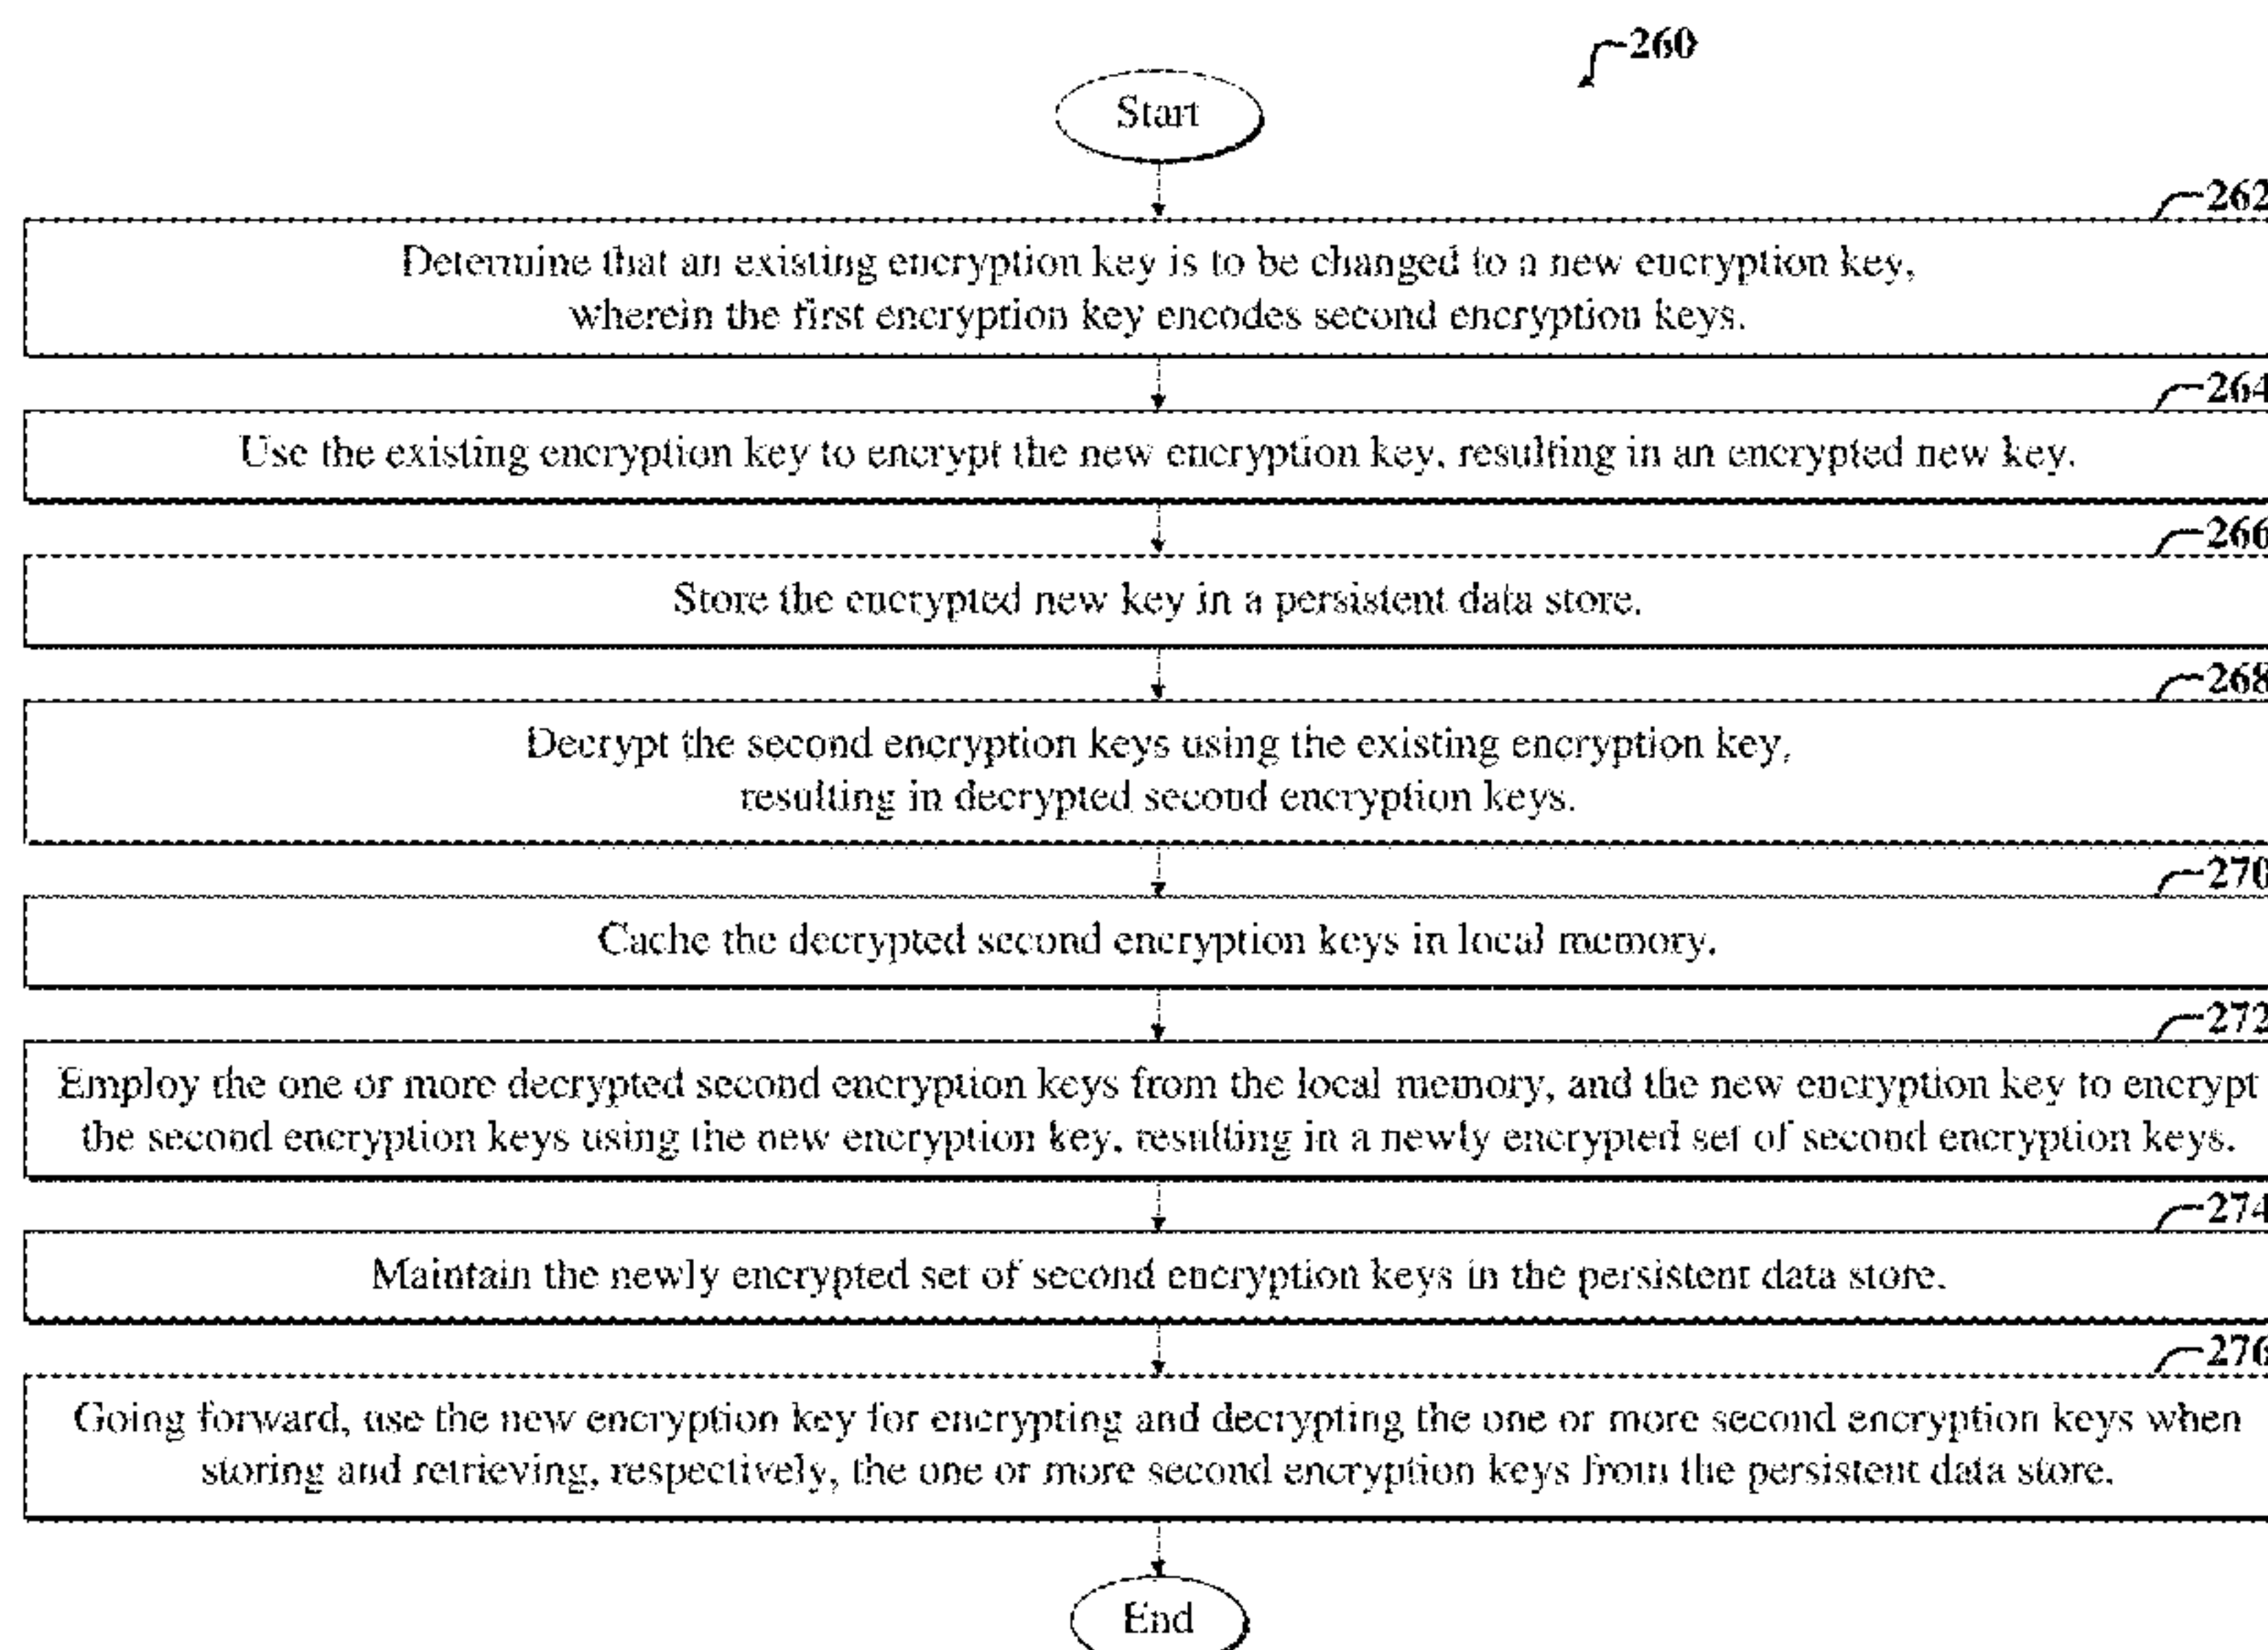 260
Start
262
Determine that an existing encryption key is to be changed to a new encryption key,
wherein the first encryption key encodes second encryption keys.
264
Use the existing encryption key to encrypt the new encryption key, resulting in an encrypted new key.
266
Store the encrypted new key in a persistent data store.
268
Decrypt the second encryption keys using the existing encryption key,
resulting in decrypted second encryption keys.
270
Cache the decrypted second encryption keys in local memory.
272
Employ the one or more decrypted second encryption keys from the local memory, and the new encryption key to encrypt
the second encryption keys using the new encryption key, resulting in a newly encrypted set of second encryption keys.
274
Maintain the newly encrypted set of second encryption keys in the persistent data store.
276
Going forward, use the new encryption key for encrypting and decrypting the one or more second encryption keys when
storing and retrieving, respectively, the one or more second encryption keys from the persistent data store.
End